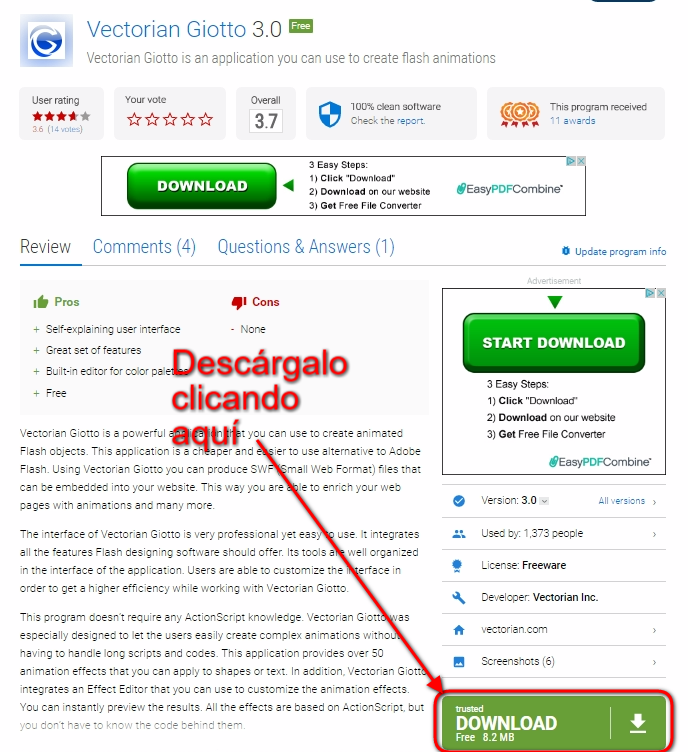 Vectorian Giotto 3.0 Free
Vectorian Giotto is an application you can use to create flash animations
User rating
3.6 (14 votes)
Your vote
Overall
3.7
100% clean software
Check the report.
This program received
11 awards
DOWNLOAD
3 Easy Steps:
1) Click "Download"
2) Download on our website
3) Get Free File Converter
EasyPDFCombine™
Review Comments (4) Questions & Answers (1)
Update program info
Pros
+ Self-explaining user interface
+ Great set of features
+ Built-in editor for color palettes
+ Free
Cons
- None
Descárgalo
clicando
aquí
Vectorian Giotto is a powerful application that you can use to create animated
Flash objects. This application is a cheaper and easier to use alternative to Adobe
Flash. Using Vectorian Giotto you can produce SWF (Small Web Format) files that
can be embedded into your website. This way you are able to enrich your web
pages with animations and many more.
The interface of Vectorian Giotto is very professional yet easy to use. It integrates
all the features Flash designing software should offer. Its tools are well organized
in the interface of the application. Users are able to customize the interface in
order to get a higher efficiency while working with Vectorian Giotto.
This program doesn't require any ActionScript knowledge. Vectorian Giotto was
especially designed to let the users easily create complex animations without
having to handle long scripts and codes. This application provides over 50
animation effects that you can apply to shapes or text. In addition, Vectorian Giotto
integrates an Effect Editor that you can use to customize the animation effects.
You can instantly preview the results. All the effects are based on ActionScript, but
you don't have to know the code behind them.
Advertisement
START DOWNLOAD
3 Easy Steps:
1) Click "Download"
2) Download on our website
3) Get Free File Converter
EasyPDFCombine™
Version: 3.0 All versions
Used by: 1,373 people
License: Freeware
Developer: Vectorian Inc.
vectorian.com
Screenshots (6)
trusted
DOWNLOAD
Free 8.2 MB